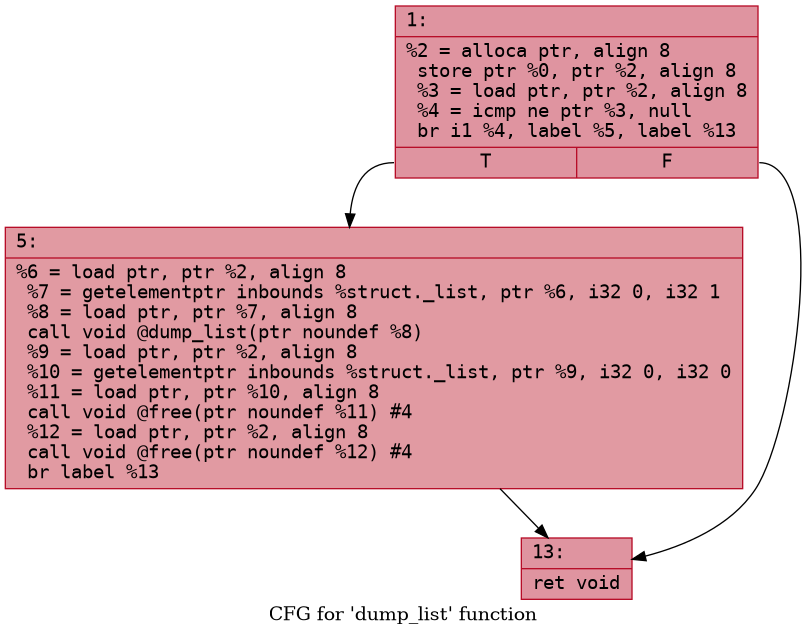 1:
%2 = alloca ptr, align 8
store ptr %0, ptr %2, align 8
%3 = load ptr, ptr %2, align 8
%4 = icmp ne ptr %3, null
br i1 %4, label %5, label %13
T F
5:
%6 = load ptr, ptr %2, align 8
%7 = getelementptr inbounds %struct._list, ptr %6, i32 0, i32 1
%8 = load ptr, ptr %7, align 8
call void @dump_list(ptr noundef %8)
%9 = load ptr, ptr %2, align 8
%10 = getelementptr inbounds %struct._list, ptr %9, i32 0, i32 0
%11 = load ptr, ptr %10, align 8
call void @free(ptr noundef %11) #4
%12 = load ptr, ptr %2, align 8
call void @free(ptr noundef %12) #4
br label %13
13:
ret void
CFG for 'dump_list' function